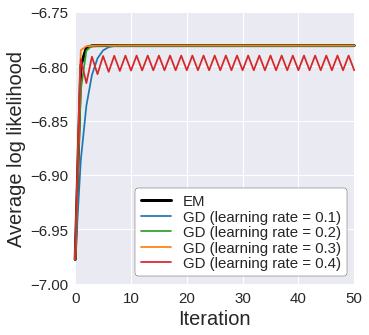 −6.75
−6.80
−6.85
−6.90
−6.95
−7.00
Average log likelihood
EM
GD (learning rate = 0.1)
GD (learning rate = 0.2)
GD (learning rate = 0.3)
GD (learning rate = 0.4)
0 10 20 30 40 50
Iteration